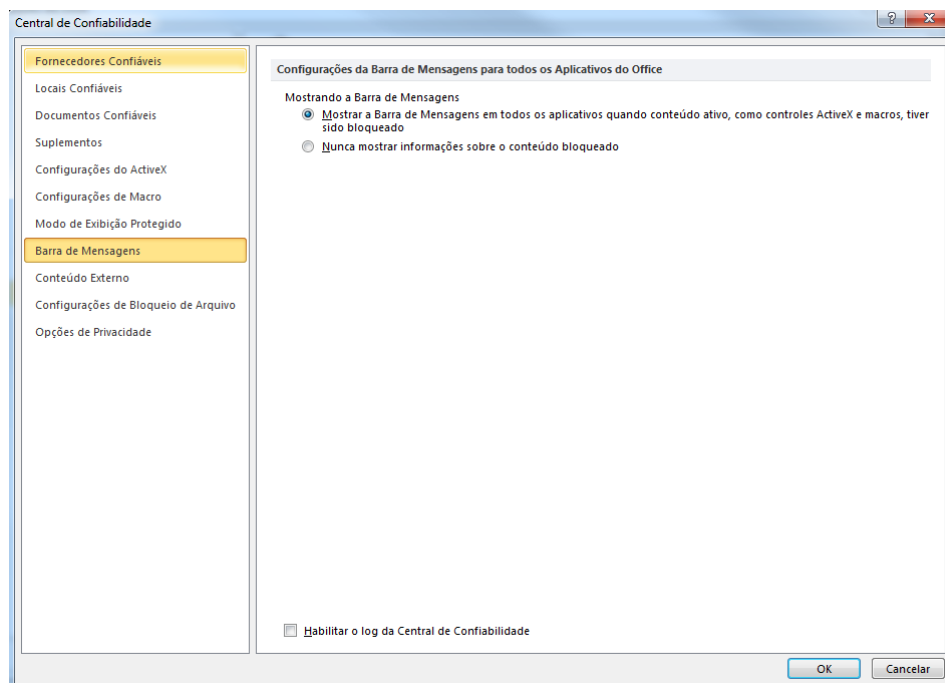 Central de Confiabilidade
?
X
Fornecedores Confiáveis
Locais Confiáveis
Documentos Confiáveis
Suplementos
Configurações do ActiveX
Configurações de Macro
Modo de Exibição Protegido
Barra de Mensagens
Conteúdo Externo
Configurações de Bloqueio de Arquivo
Opções de Privacidade
Configurações da Barra de Mensagens para todos os Aplicativos do Office
Mostrando a Barra de Mensagens
Mostrar a Barra de Mensagens em todos os aplicativos quando conteúdo ativo, como controles ActiveX e macros, tiver
sido bloqueado
Nunca mostrar informações sobre o conteúdo bloqueado
Habilitar o log da Central de Confiabilidade
OK
Cancelar